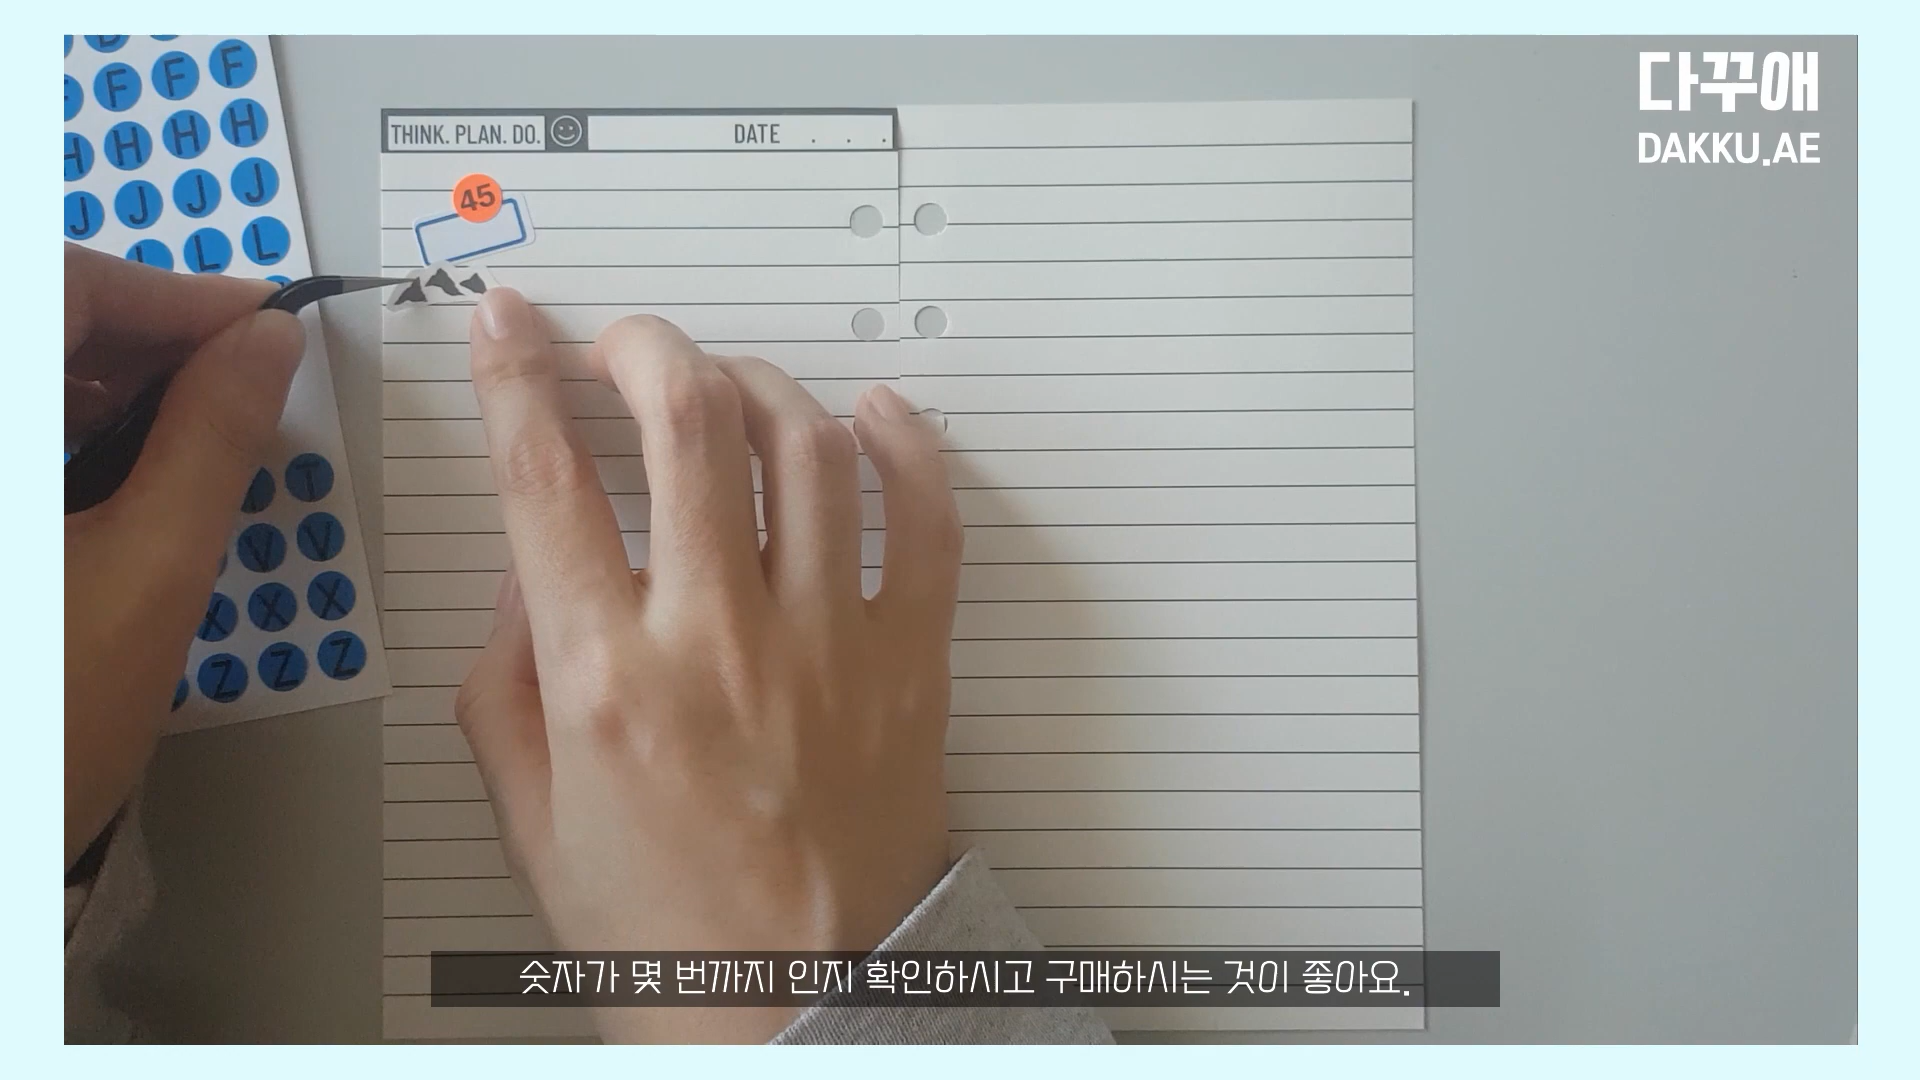 다꾸애
DAKKU.AE
THINK. PLAN. DO.
DATE . . .
45
F F F
H H H H
J J J J
L L L
T
V V
X X X
Z Z Z
숫자가 몇 번까지 인지 확인하시고 구매하시는 것이 좋아요.